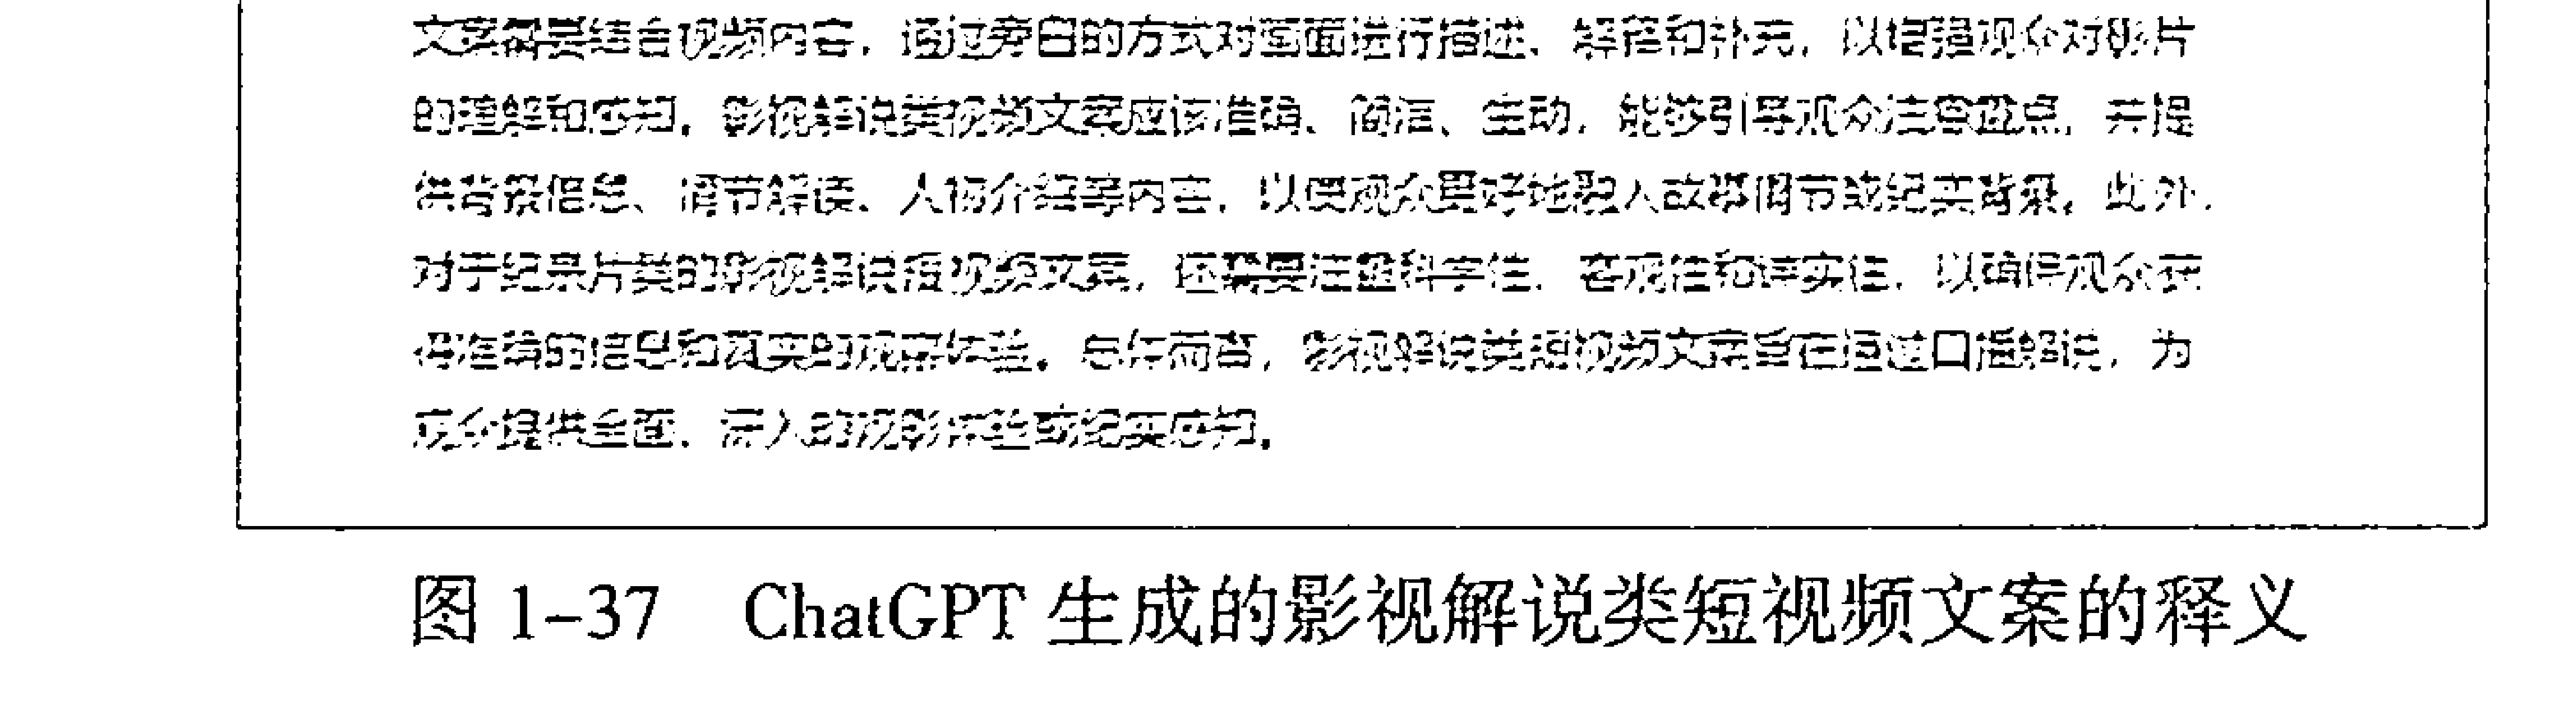 文案需要结合视频内容，通过旁白的方式对画面进行描述、解释和补充，以增强观众对影片
的理解和感知。影视解说类视频文案应该准确、简洁、生动，能够引导观众注意重点，并提
供背景信息、情节解读、人物介绍等内容，以便观众更好地融入故事情节或纪实背景。此外，
对于纪录片类的影视解说短视频文案，还需要注重科学性、客观性和详实性，以确保观众获
得准确的信息和真实的观察体验。总体而言，影视解说类短视频文案旨在通过口播解说，为
观众提供全面、深入的观影体验或纪实感知。
图 1-37 ChatGPT 生成的影视解说类短视频文案的释义